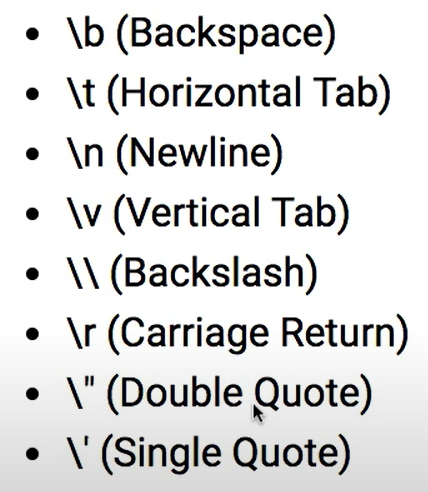 • \b (Backspace)
• \t (Horizontal Tab)
• \n (Newline)
• \v (Vertical Tab)
• \\ (Backslash)
• \r (Carriage Return)
• \" (Double Quote)
• \' (Single Quote)